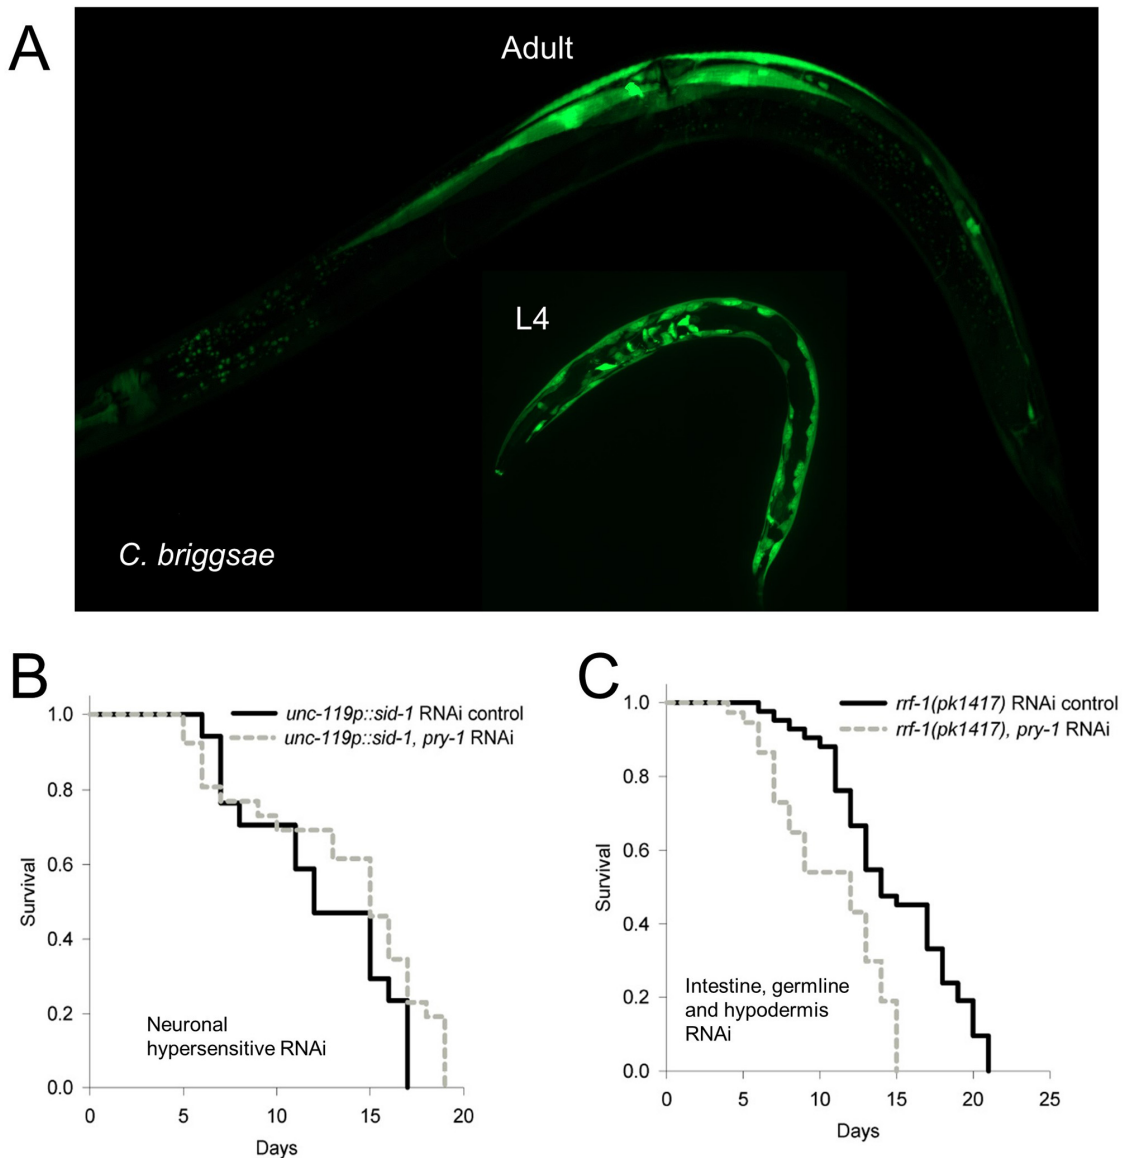 A
Adult
L4
C. briggsae
B
unc-119p::sid-1 RNAi control
unc-119p::sid-1, pry-1 RNAi
1.0
0.8
0.6
0.4
0.2
0.0
Survival
Neuronal
hypersensitive RNAi
0 5 10 15 20
Days
C
rrf-1(pk1417) RNAi control
rrf-1(pk1417), pry-1 RNAi
1.0
0.8
0.6
0.4
0.2
0.0
Survival
Intestine, germline
and hypodermis
RNAi
0 5 10 15 20 25
Days